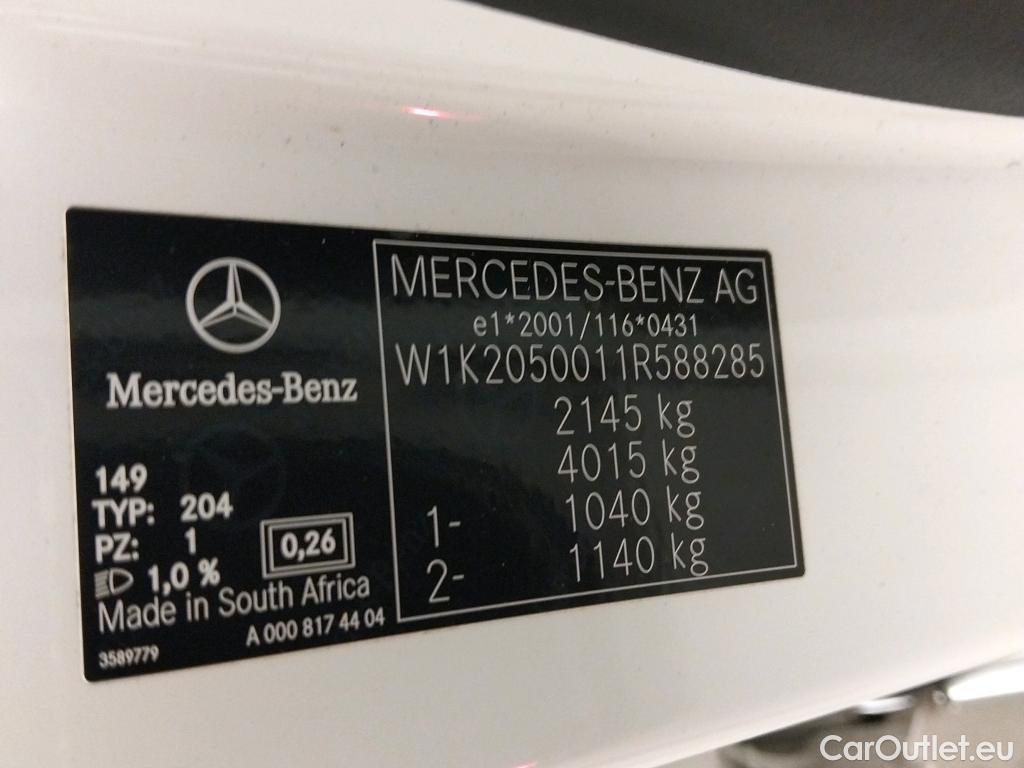 Mercedes-Benz
149
TYP: 204
PZ: 1
0,26
1,0 %
Made in South Africa
A 000 817 44 04
3589779
MERCEDES-BENZ AG
e1*2001/116*0431
W1K2050011R588285
2145 kg
4015 kg
1- 1040 kg
2- 1140 kg
CarOutlet.eu